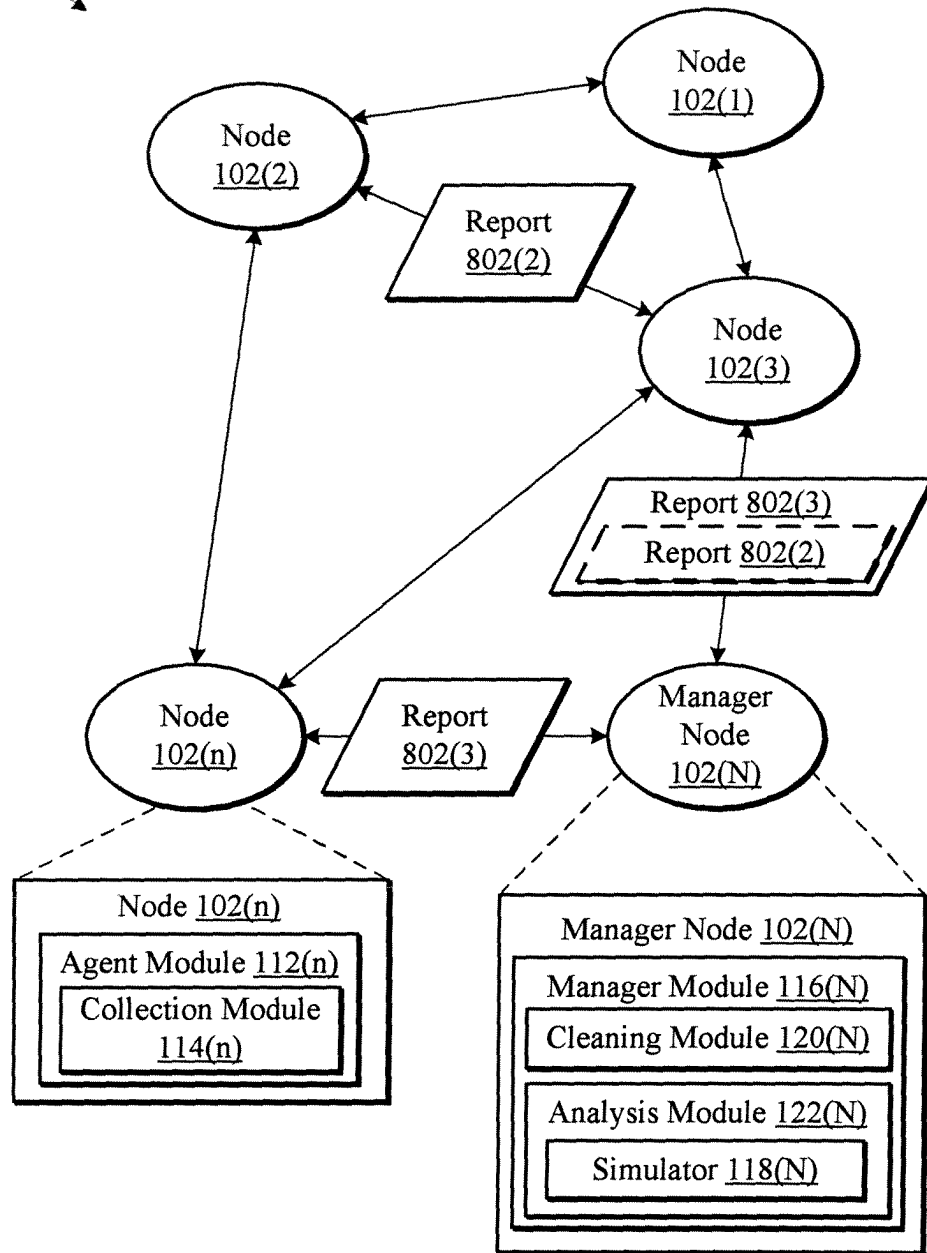 Node
102(1)
Node
102(2)
Report
802(2)
Node
102(3)
Report 802(3)
Report 802(2)
Node
102(n)
Report
802(3)
Manager
Node
102(N)
Node 102(n)
Agent Module 112(n)
Collection Module
114(n)
Manager Node 102(N)
Manager Module 116(N)
Cleaning Module 120(N)
Analysis Module 122(N)
Simulator 118(N)